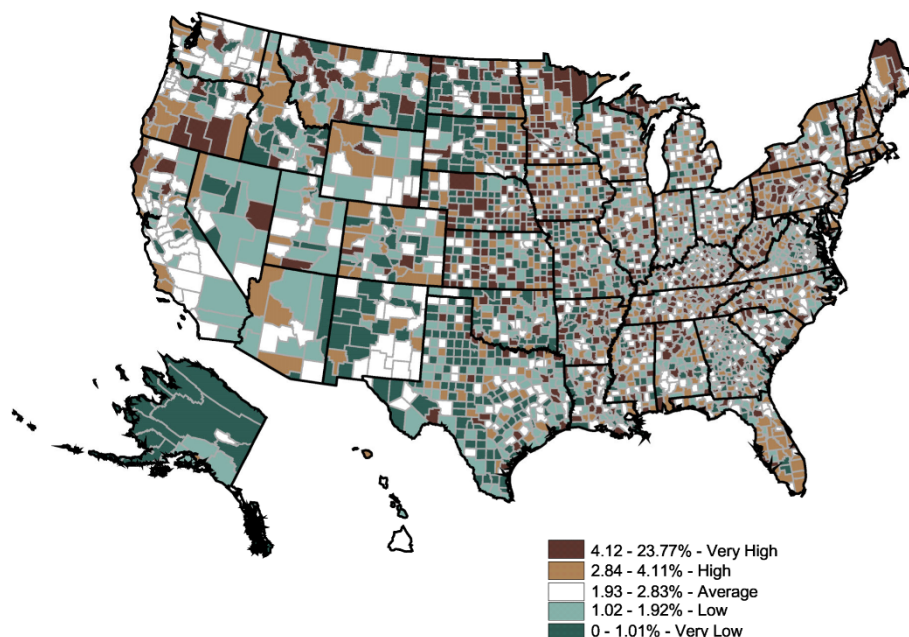 4.12 - 23.77% - Very High
2.84 - 4.11% - High
1.93 - 2.83% - Average
1.02 - 1.92% - Low
0 - 1.01% - Very Low